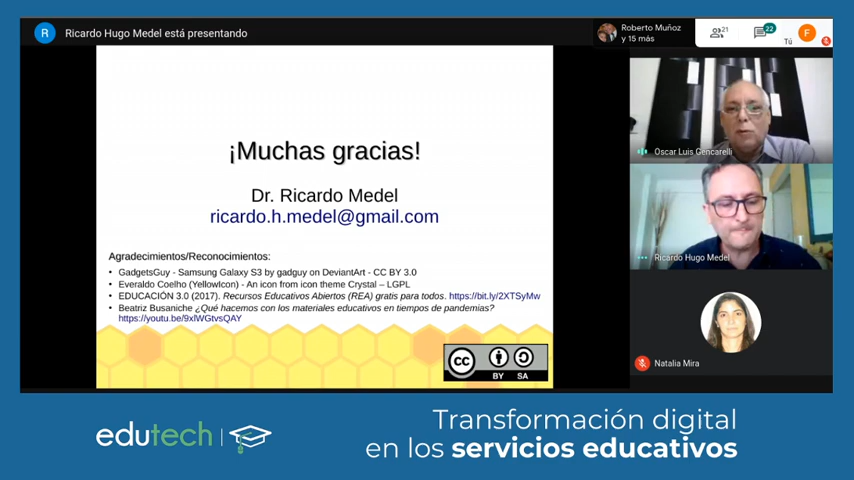 R
Ricardo Hugo Medel está presentando
Roberto Muñoz
y 15 más
21
22
Tú
F
¡Muchas gracias!
Dr. Ricardo Medel
ricardo.h.medel@gmail.com
Agradecimientos/Reconocimientos:
• GadgetsGuy - Samsung Galaxy S3 by gadguy on DeviantArt - CC BY 3.0
• Everaldo Coelho (YellowIcon) - An icon from icon theme Crystal – LGPL
• EDUCACIÓN 3.0 (2017). Recursos Educativos Abiertos (REA) gratis para todos. https://bit.ly/2XTSyMw
• Beatriz Busaniche ¿Qué hacemos con los materiales educativos en tiempos de pandemias?
https://youtu.be/9xlWGtvsQAY
cc
BY SA
Oscar Luis Gencarelli
Ricardo Hugo Medel
Natalia Mira
edutech
Transformación digital
en los servicios educativos